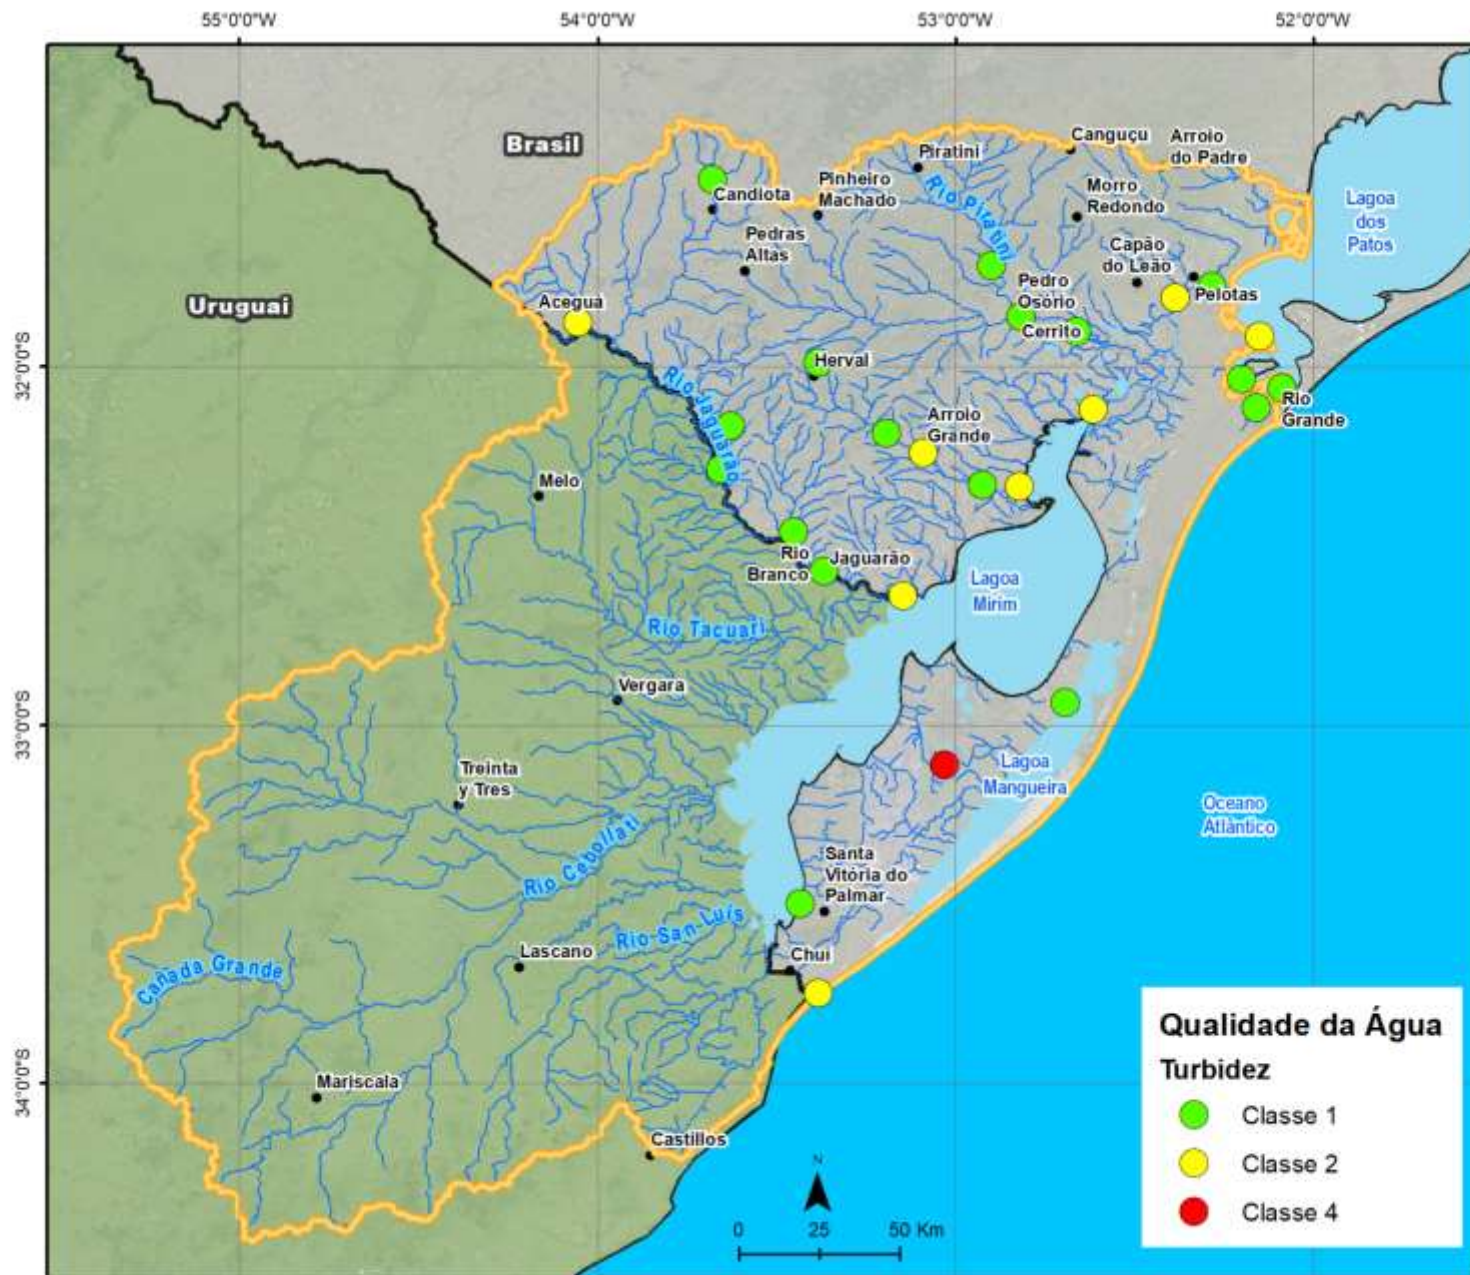 55°0'0"W
54°0'0"W
53°0'0"W
52°0'0"W
32°0'0"S
33°0'0"S
34°0'0"S
Brasil
Uruguai
Canguçu
Arroio
do Padre
Piratini
Rio Piratini
Candiota
Pinheiro
Machado
Morro
Redondo
Lagoa
dos
Patos
Pedras
Altas
Capão
do Leão
Pedro
Osório
Pelotas
Aceguá
Cerrito
Herval
Rio Jaguarão
Arroio
Grande
Rio
Grande
Melo
Rio
Branco
Jaguarão
Lagoa
Mirim
Rio Tacuarí
Vergara
Treinta
y Tres
Lagoa
Mangueira
Oceano
Atlântico
Rio Cebollatí
Santa
Vitória do
Palmar
Rio San Luís
Lascano
Chuí
Cañada Grande
Mariscala
Castillos
N
0 25 50 Km
Qualidade da Água
Turbidez
Classe 1
Classe 2
Classe 4